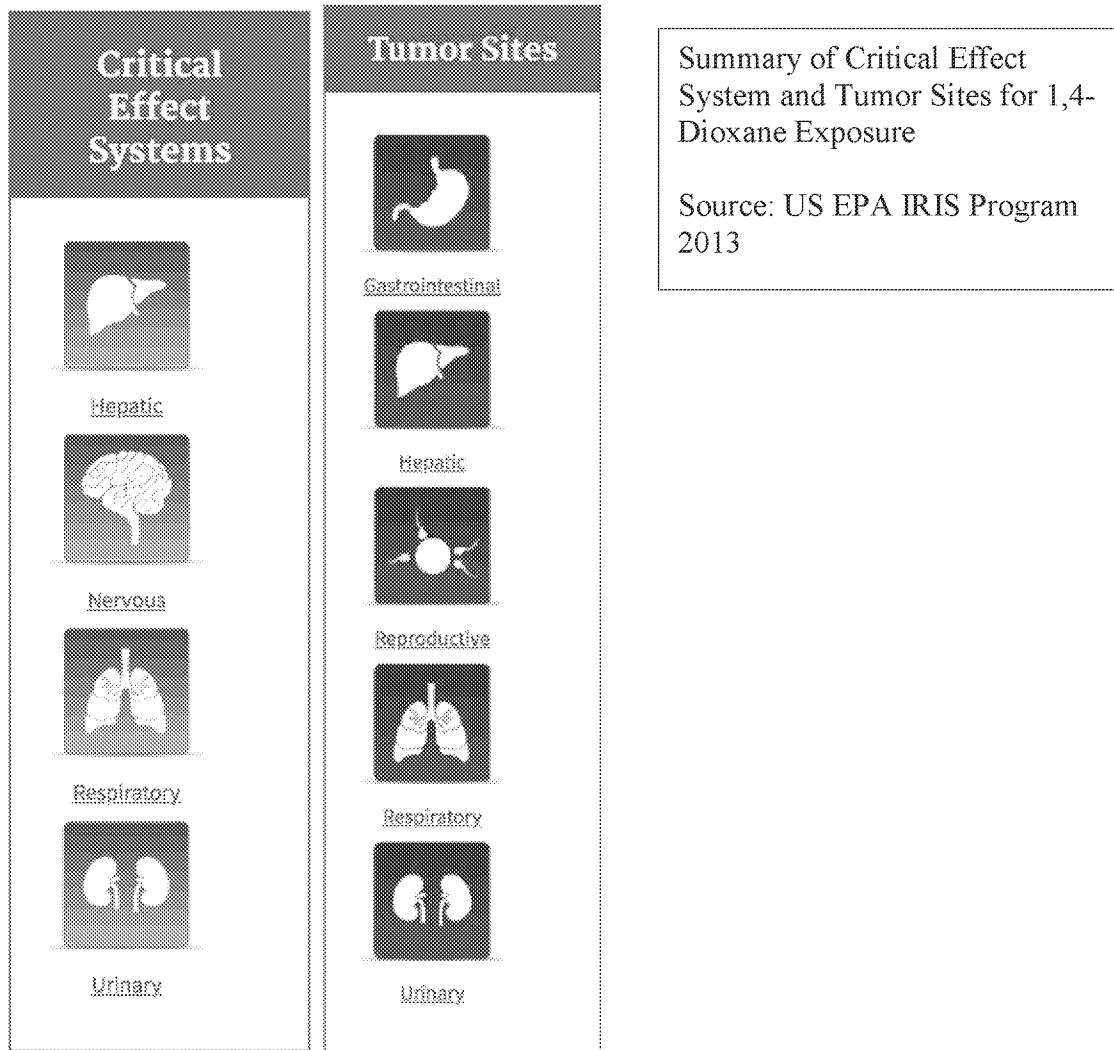 Critical
Effect
Systems
Hepatic
Nervous
Respiratory
Urinary
Tumor Sites
Gastrointestinal
Hepatic
Reproductive
Respiratory
Urinary
Summary of Critical Effect
System and Tumor Sites for 1,4-
Dioxane Exposure
Source: US EPA IRIS Program
2013